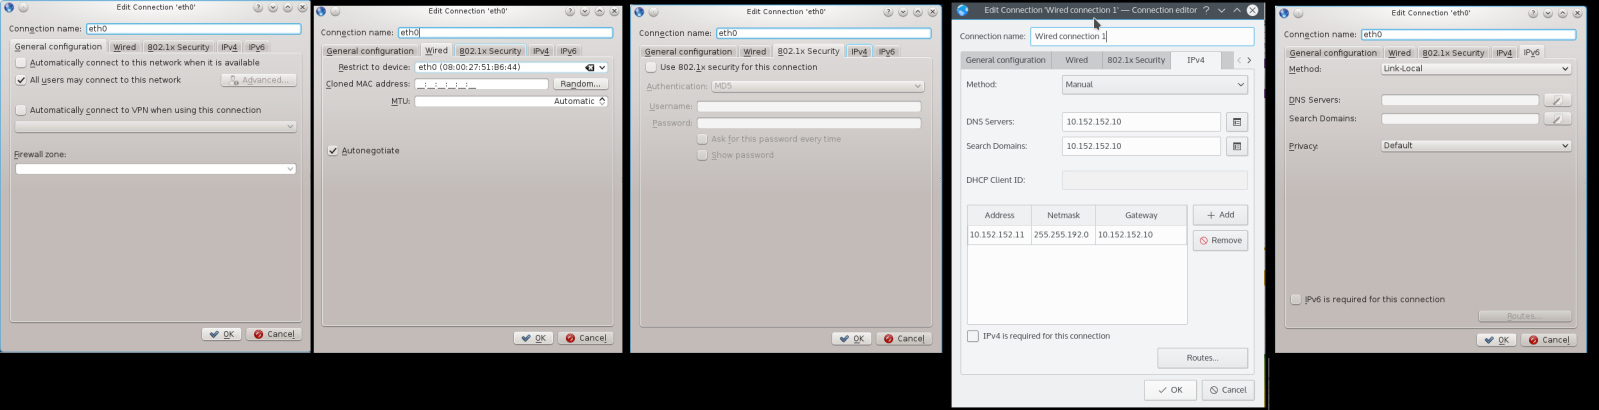 Edit Connection 'eth0'
Connection name: eth0
General configuration Wired 802.1x Security IPv4 IPv6
Automatically connect to this network when it is available
All users may connect to this network Advanced...
Automatically connect to VPN when using this connection
Firewall zone:
OK Cancel
Edit Connection 'eth0'
Connection name: eth0
General configuration Wired 802.1x Security IPv4 IPv6
Restrict to device: eth0 (08:00:27:51:B6:44)
Cloned MAC address: __:__:__:__:__:__ Random...
MTU: Automatic
Autonegotiate
OK Cancel
Edit Connection 'eth0'
Connection name: eth0
General configuration Wired 802.1x Security IPv4 IPv6
Use 802.1x security for this connection
Authentication: MD5
Username:
Password:
Ask for this password every time
Show password
OK Cancel
Edit Connection 'Wired connection 1' — Connection editor
Connection name: Wired connection 1
General configuration Wired 802.1x Security IPv4
Method: Manual
DNS Servers: 10.152.152.10
Search Domains: 10.152.152.10
DHCP Client ID:
Address Netmask Gateway + Add
10.152.152.11 255.255.192.0 10.152.152.10 Remove
IPv4 is required for this connection
Routes...
OK Cancel
Edit Connection 'eth0'
Connection name: eth0
General configuration Wired 802.1x Security IPv4 IPv6
Method: Link-Local
DNS Servers:
Search Domains:
Privacy: Default
IPv6 is required for this connection
Routes...
OK Cancel